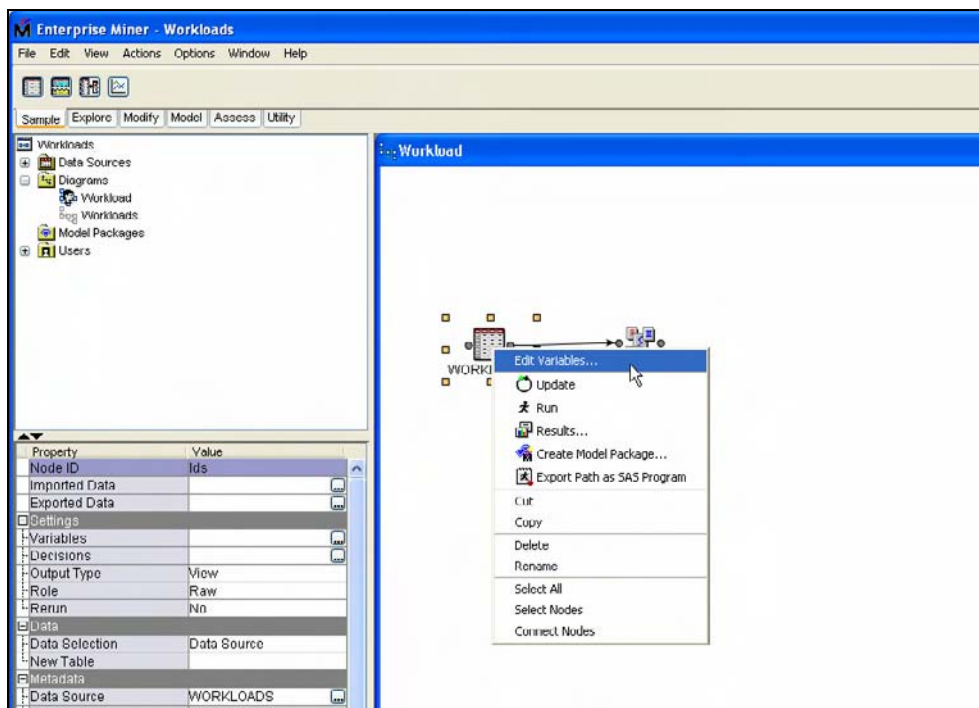 Enterprise Miner - Workloads
File Edit View Actions Options Window Help
Sample Explore Modify Model Assess Utility
Workloads
Data Sources
Diagrams
Workload
Workloads
Model Packages
Users
Workload
WORKL
Edit Variables...
Update
Run
Results...
Create Model Package...
Export Path as SAS Program
Cut
Copy
Delete
Rename
Select All
Select Nodes
Connect Nodes
Property Value
Node ID Ids
Imported Data
Exported Data
Settings
Variables
Decisions
Output Type View
Role Raw
Rerun No
Data
Data Selection Data Source
New Table
Metadata
Data Source WORKLOADS